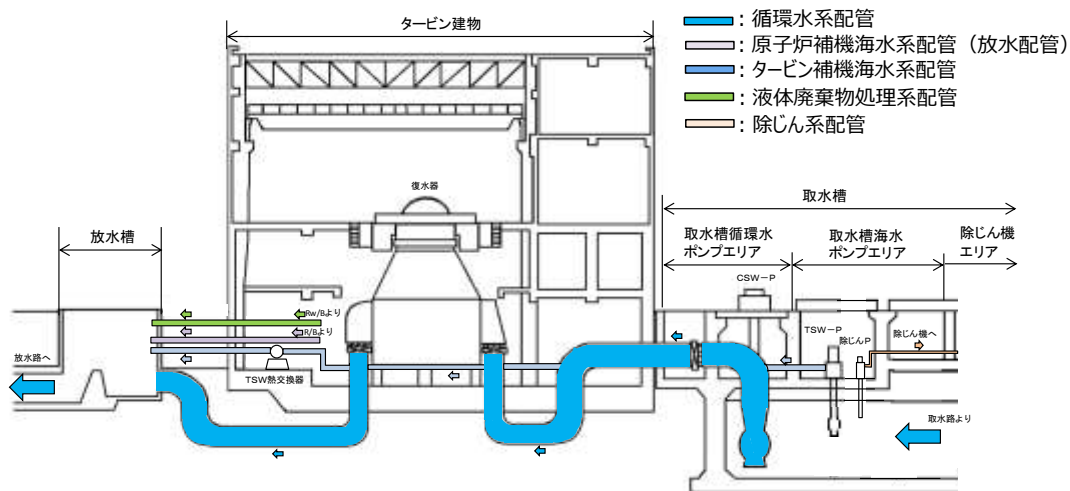 タービン建物
: 循環水系配管
: 原子炉補機海水系配管（放水配管）
: タービン補機海水系配管
: 液体廃棄物処理系配管
: 除じん系配管
復水器
取水槽
放水槽
取水槽循環水
ポンプエリア
取水槽海水
ポンプエリア
除じん機
エリア
CSW－P
Rw/Bより
R/Bより
TSW－P
除じんP
除じん機へ
放水路へ
TSW熱交換器
取水路より